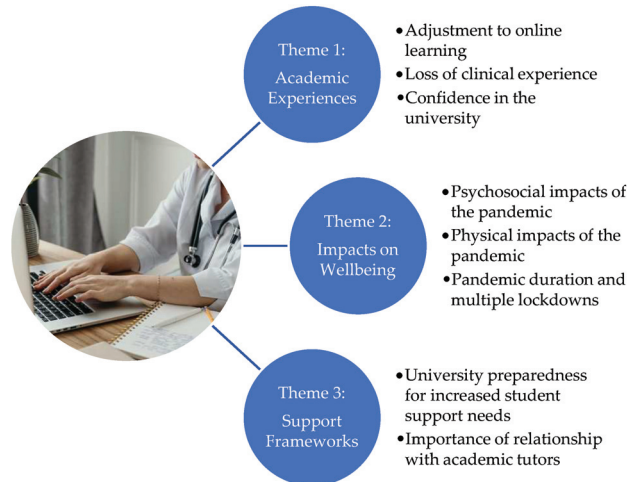 Theme 1:
Academic
Experiences
•Adjustment to online
learning
•Loss of clinical experience
•Confidence in the
university
Theme 2:
Impacts on
Wellbeing
•Psychosocial impacts of
the pandemic
•Physical impacts of the
pandemic
•Pandemic duration and
multiple lockdowns
Theme 3:
Support
Frameworks
•University preparedness
for increased student
support needs
•Importance of relationship
with academic tutors